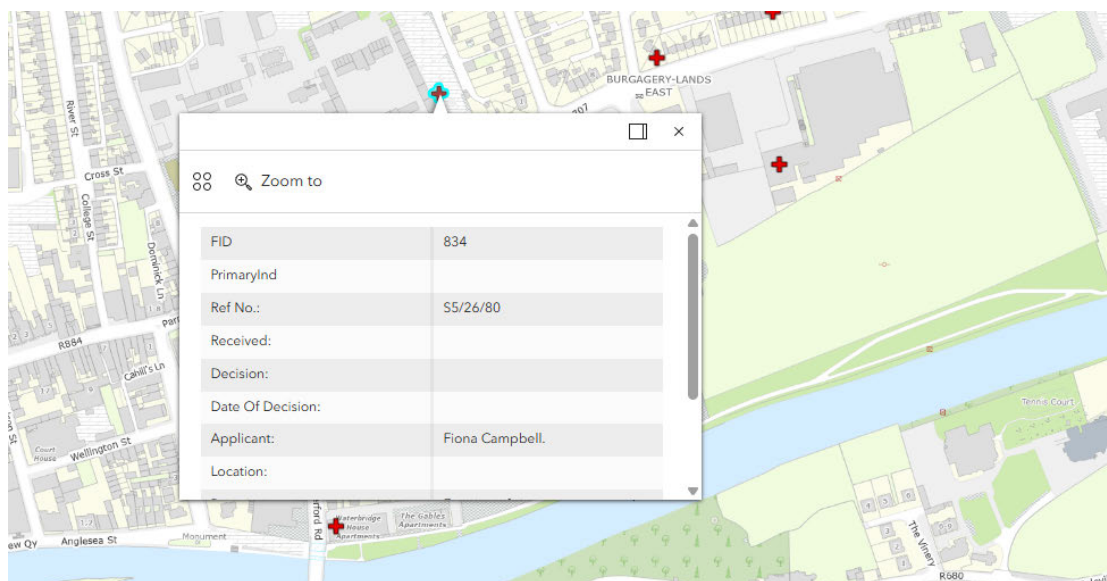 BURGAGERY-LANDS
EAST
River St
Cross St
College St
Dominick Ln
R884
Cahill's Ln
Wellington St
Court
House
Zoom to
FID 834
PrimaryInd
Ref No.: S5/26/80
Received:
Decision:
Date Of Decision:
Applicant: Fiona Campbell.
Location:
Tennis Court
Waterbridge
House
Apartments
The Gables
Apartments
Anglesea St
Monument
The Vinery
R680